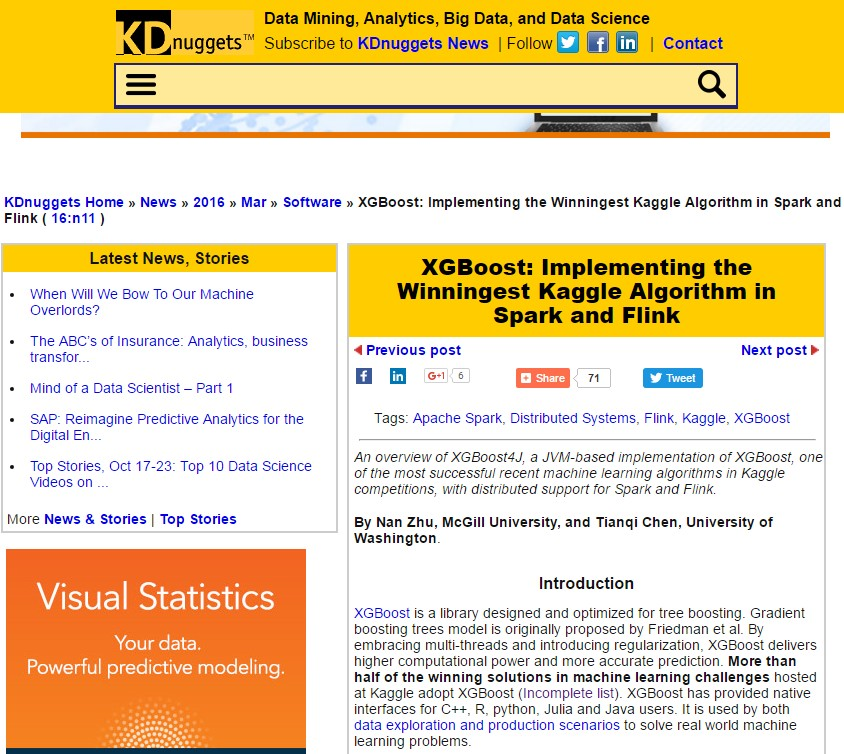 KDnuggets™
Data Mining, Analytics, Big Data, and Data Science
Subscribe to KDnuggets News | Follow | Contact
KDnuggets Home » News » 2016 » Mar » Software » XGBoost: Implementing the Winningest Kaggle Algorithm in Spark and
Flink ( 16:n11 )
Latest News, Stories
• When Will We Bow To Our Machine
Overlords?
• The ABC's of Insurance: Analytics, business
transfor...
• Mind of a Data Scientist – Part 1
• SAP: Reimagine Predictive Analytics for the
Digital En...
• Top Stories, Oct 17-23: Top 10 Data Science
Videos on ...
More News & Stories | Top Stories
Visual Statistics
Your data.
Powerful predictive modeling.
XGBoost: Implementing the
Winningest Kaggle Algorithm in
Spark and Flink
Previous post Next post
f in G+1 6 Share 71 Tweet
Tags: Apache Spark, Distributed Systems, Flink, Kaggle, XGBoost
An overview of XGBoost4J, a JVM-based implementation of XGBoost, one
of the most successful recent machine learning algorithms in Kaggle
competitions, with distributed support for Spark and Flink.
By Nan Zhu, McGill University, and Tianqi Chen, University of
Washington.
Introduction
XGBoost is a library designed and optimized for tree boosting. Gradient
boosting trees model is originally proposed by Friedman et al. By
embracing multi-threads and introducing regularization, XGBoost delivers
higher computational power and more accurate prediction. More than
half of the winning solutions in machine learning challenges hosted
at Kaggle adopt XGBoost (Incomplete list). XGBoost has provided native
interfaces for C++, R, python, Julia and Java users. It is used by both
data exploration and production scenarios to solve real world machine
learning problems.